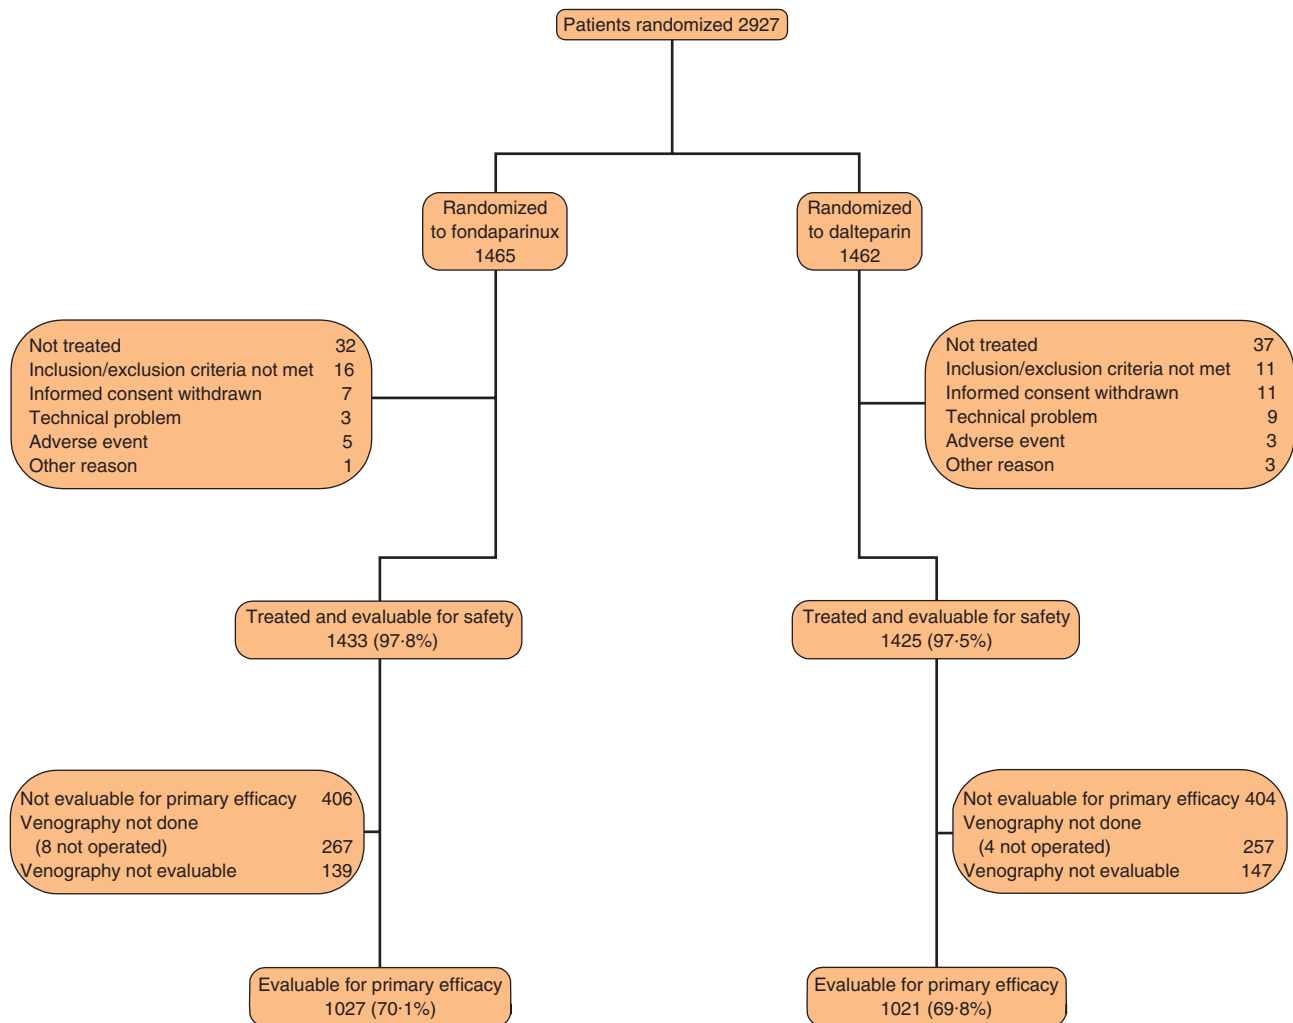 Patients randomized 2927
Randomized
to fondaparinux
1465
Randomized
to dalteparin
1462
Not treated 32
Inclusion/exclusion criteria not met 16
Informed consent withdrawn 7
Technical problem 3
Adverse event 5
Other reason 1
Not treated 37
Inclusion/exclusion criteria not met 11
Informed consent withdrawn 11
Technical problem 9
Adverse event 3
Other reason 3
Treated and evaluable for safety
1433 (97·8%)
Treated and evaluable for safety
1425 (97·5%)
Not evaluable for primary efficacy 406
Venography not done
(8 not operated) 267
Venography not evaluable 139
Not evaluable for primary efficacy 404
Venography not done
(4 not operated) 257
Venography not evaluable 147
Evaluable for primary efficacy
1027 (70·1%)
Evaluable for primary efficacy
1021 (69·8%)